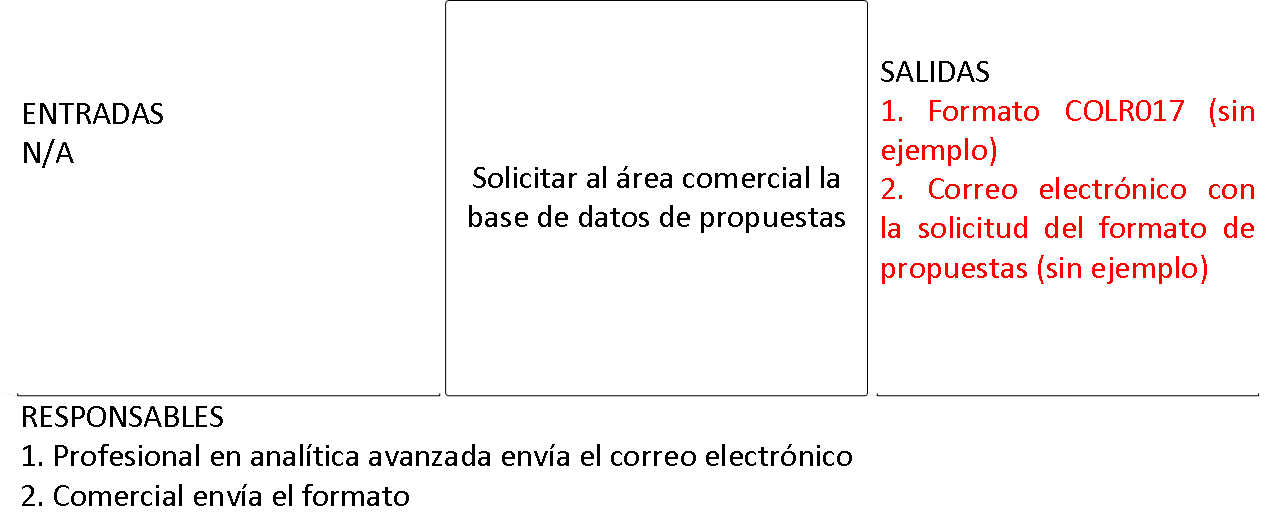 ENTRADAS
N/A
Solicitar al área comercial la
base de datos de propuestas
SALIDAS
1. Formato COLR017 (sin
ejemplo)
2. Correo electrónico con
la solicitud del formato de
propuestas (sin ejemplo)
RESPONSABLES
1. Profesional en analítica avanzada envía el correo electrónico
2. Comercial envía el formato